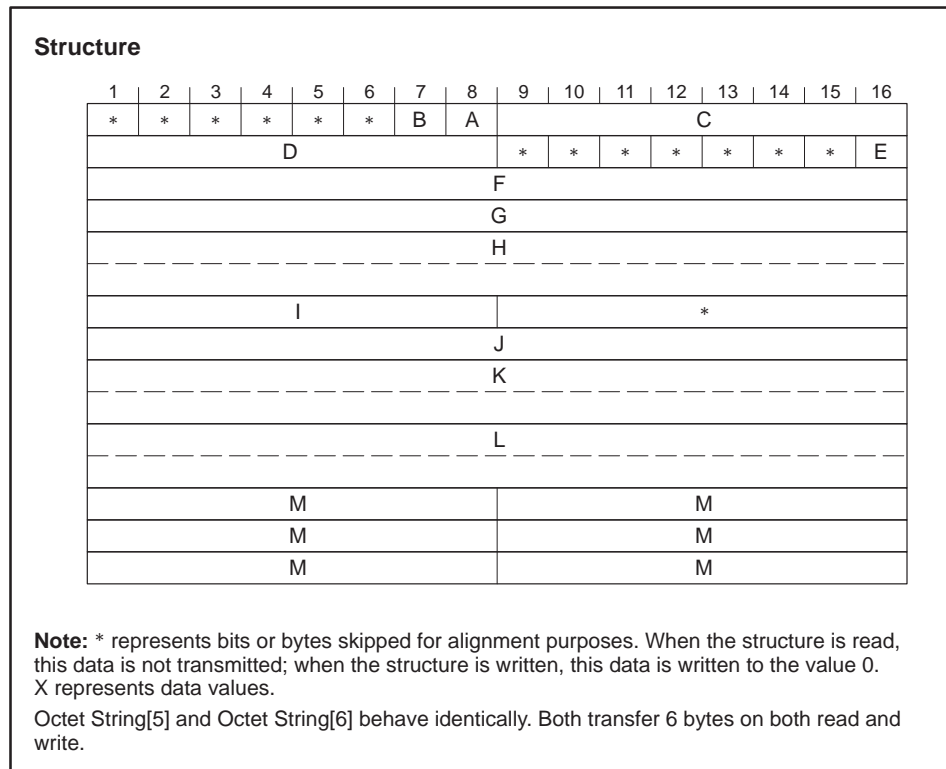 Structure
1 2 3 4 5 6 7 8 9 10 11 12 13 14 15 16
* * * * * * B A C
D * * * * * * * E
F
G
H
I *
J
K
L
M M
M M
M M
Note: * represents bits or bytes skipped for alignment purposes. When the structure is read,
this data is not transmitted; when the structure is written, this data is written to the value 0.
X represents data values.
Octet String[5] and Octet String[6] behave identically. Both transfer 6 bytes on both read and
write.